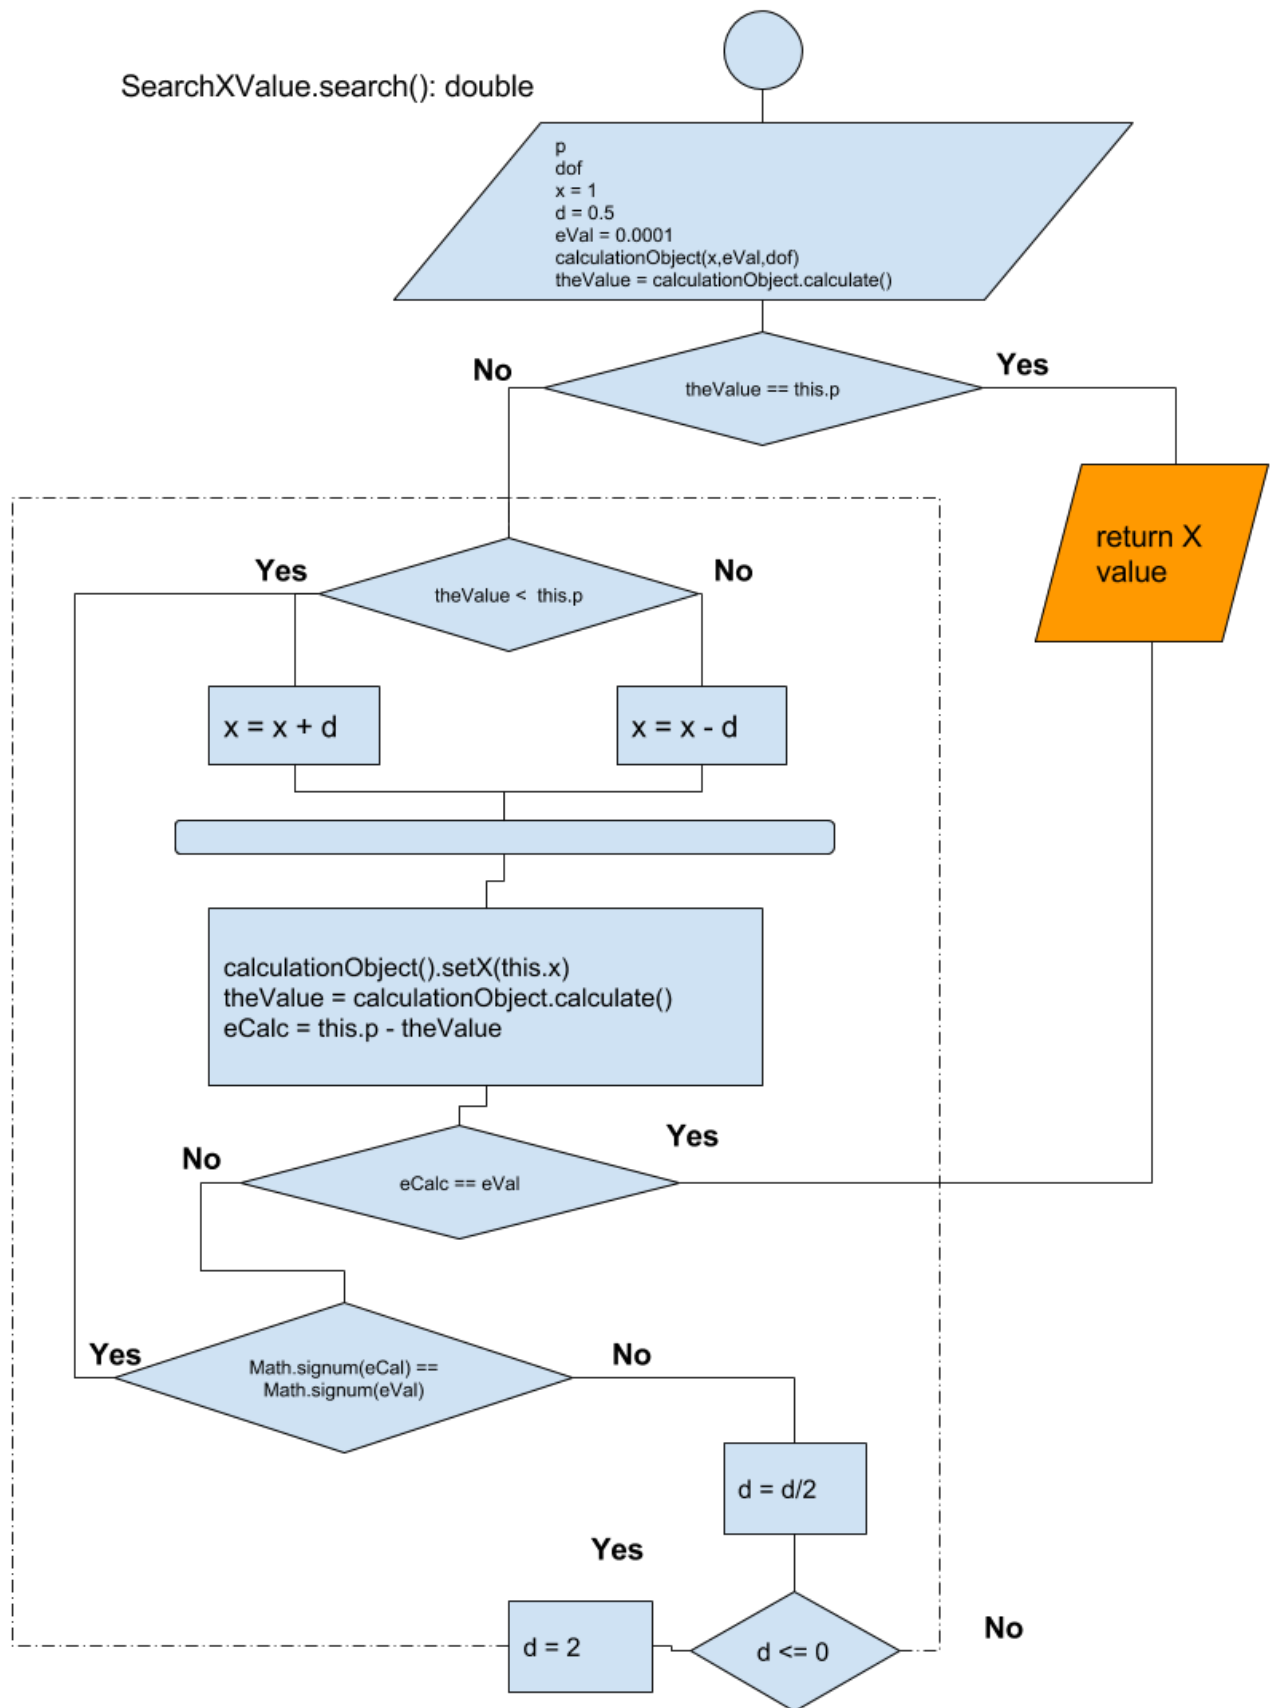 SearchXValue.search(): double
p
dof
x = 1
d = 0.5
eVal = 0.0001
calculationObject(x,eVal,dof)
theValue = calculationObject.calculate()
No
Yes
theValue == this.p
return X
value
Yes
No
theValue < this.p
x = x + d
x = x - d
calculationObject().setX(this.x)
theValue = calculationObject.calculate()
eCalc = this.p - theValue
No
Yes
eCalc == eVal
Yes
No
Math.signum(eCal) ==
Math.signum(eVal)
d = d/2
Yes
No
d = 2
d <= 0